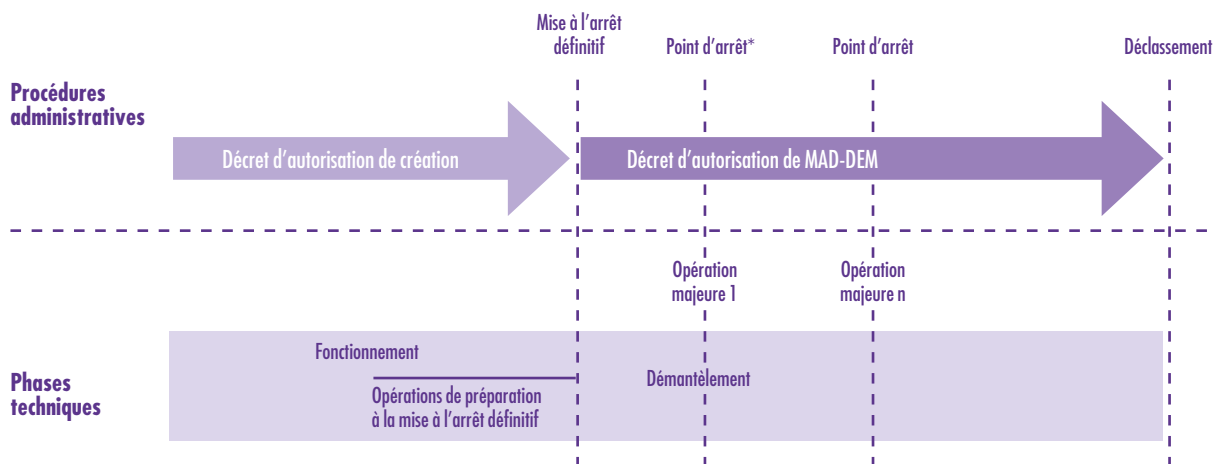 Mise à l'arrêt
définitif
Point d'arrêt*
Point d'arrêt
Déclassement
Procédures
administratives
Décret d'autorisation de création
Décret d'autorisation de MAD-DEM
Opération
majeure 1
Opération
majeure n
Phases
techniques
Fonctionnement
Opérations de préparation
à la mise à l'arrêt définitif
Démantèlement